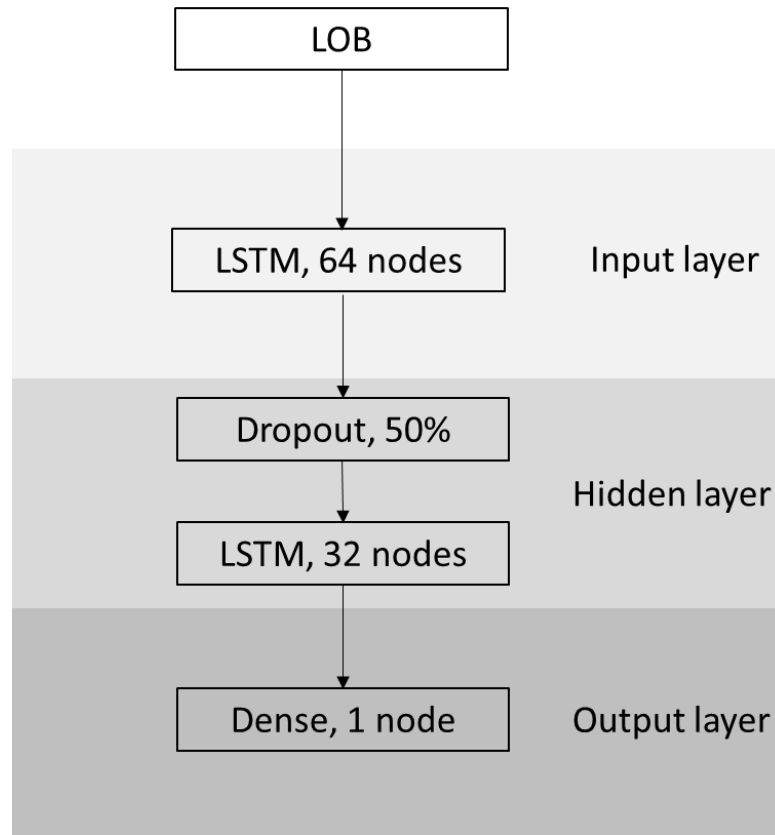 LOB
LSTM, 64 nodes
Input layer
Dropout, 50%
Hidden layer
LSTM, 32 nodes
Dense, 1 node
Output layer